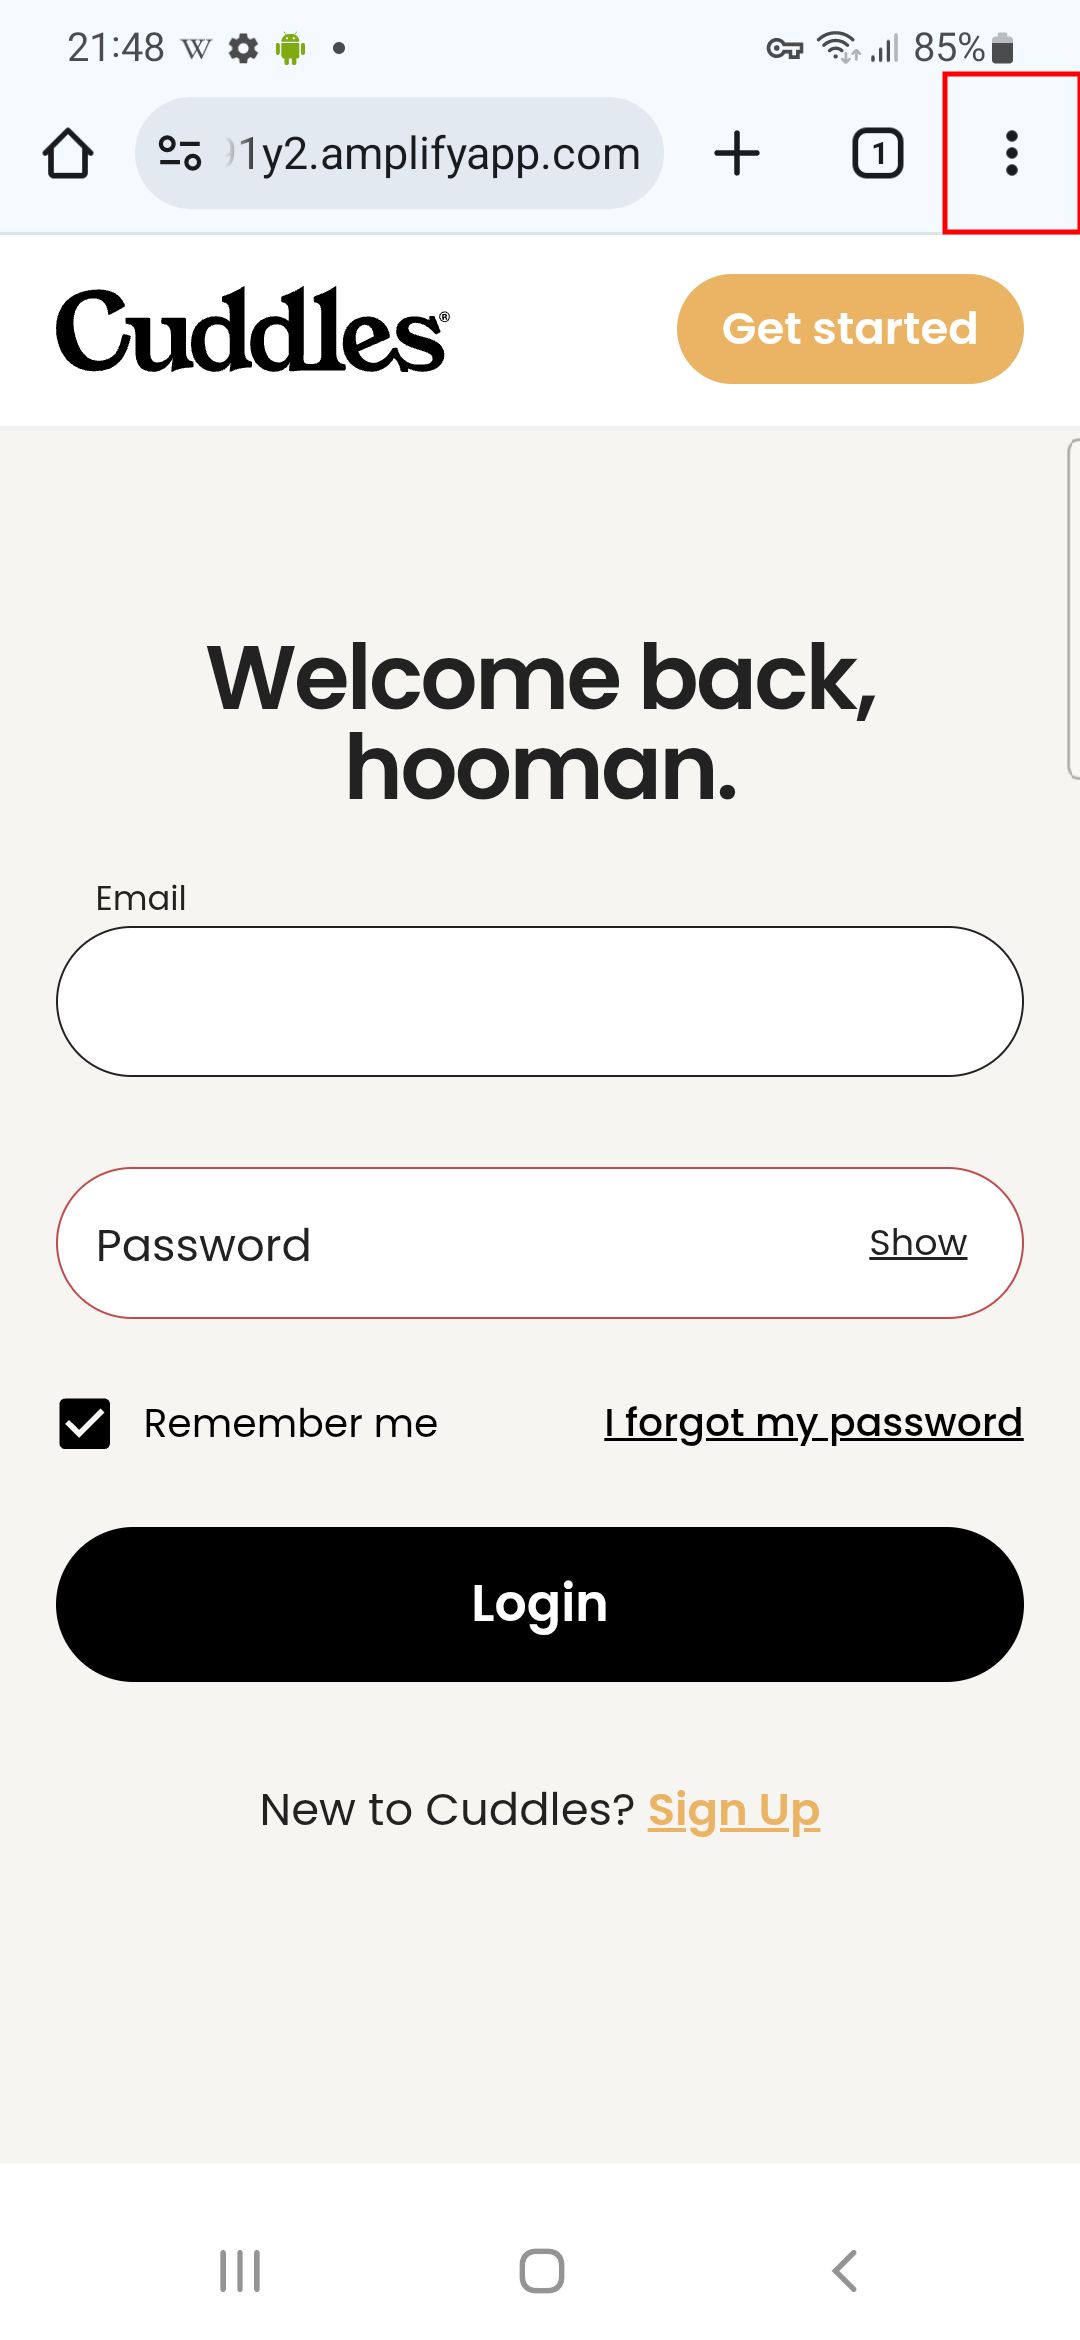 21:48 W 85%
1y2.amplifyapp.com 1
Cuddles®
Get started
Welcome back,
hooman.
Email
Password
Show
Remember me
I forgot my password
Login
New to Cuddles? Sign Up